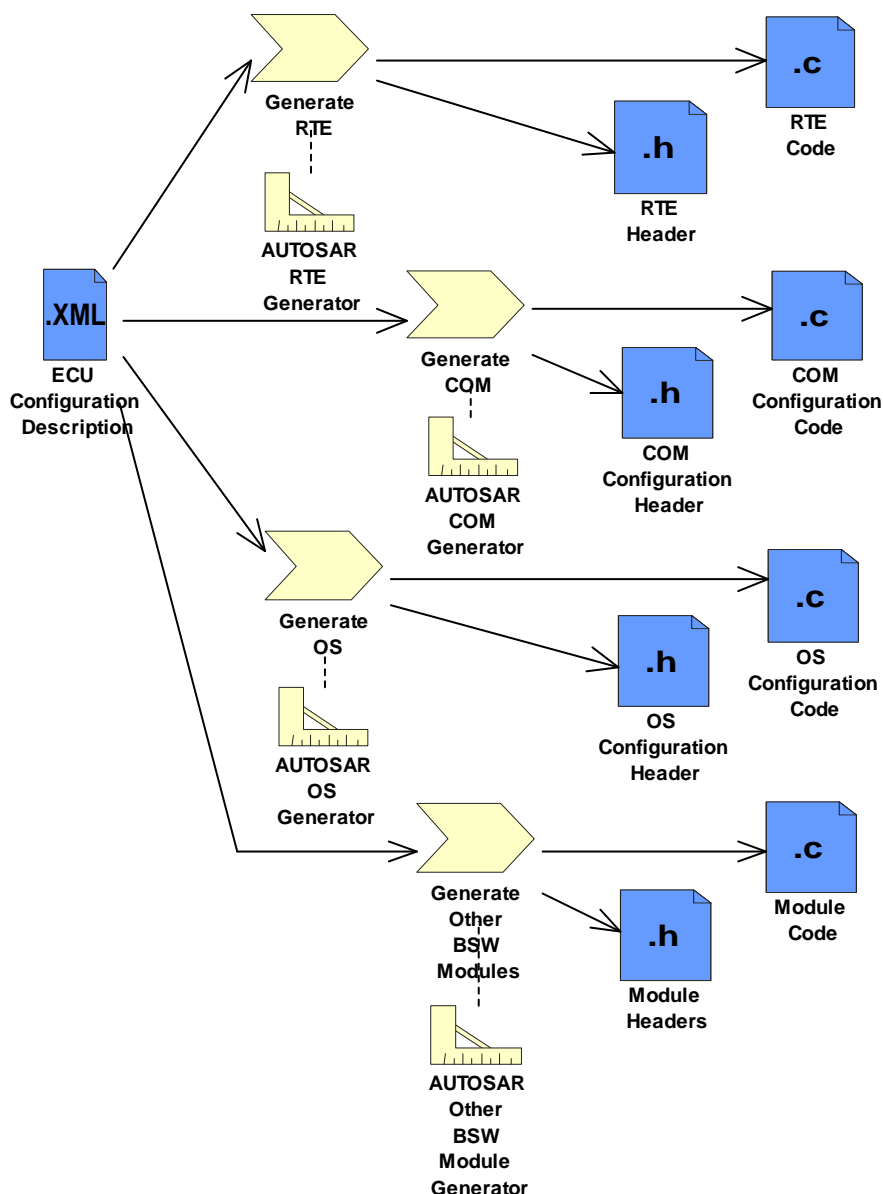 .c
Generate
RTE
.h
RTE
Code
RTE
Header
AUTOSAR
RTE
Generator
.XML
ECU
Configuration
Description
Generate
COM
.c
COM
Configuration
Code
.h
COM
Configuration
Header
AUTOSAR
COM
Generator
Generate
OS
.c
OS
Configuration
Code
.h
OS
Configuration
Header
AUTOSAR
OS
Generator
Generate
Other
BSW
Modules
.c
Module
Code
.h
Module
Headers
AUTOSAR
Other
BSW
Module
Generator